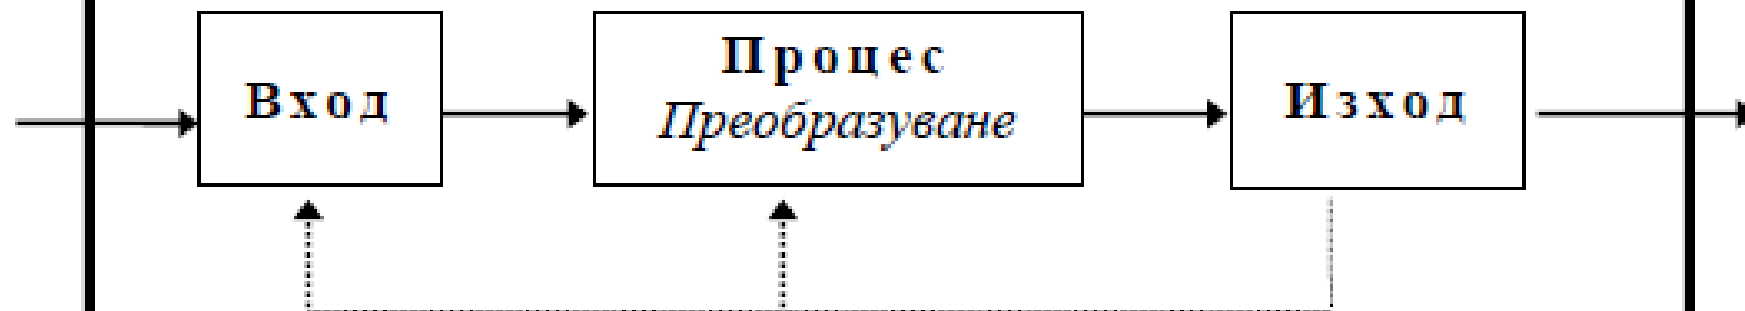 Вход
Процес
Преобразуване
Изход